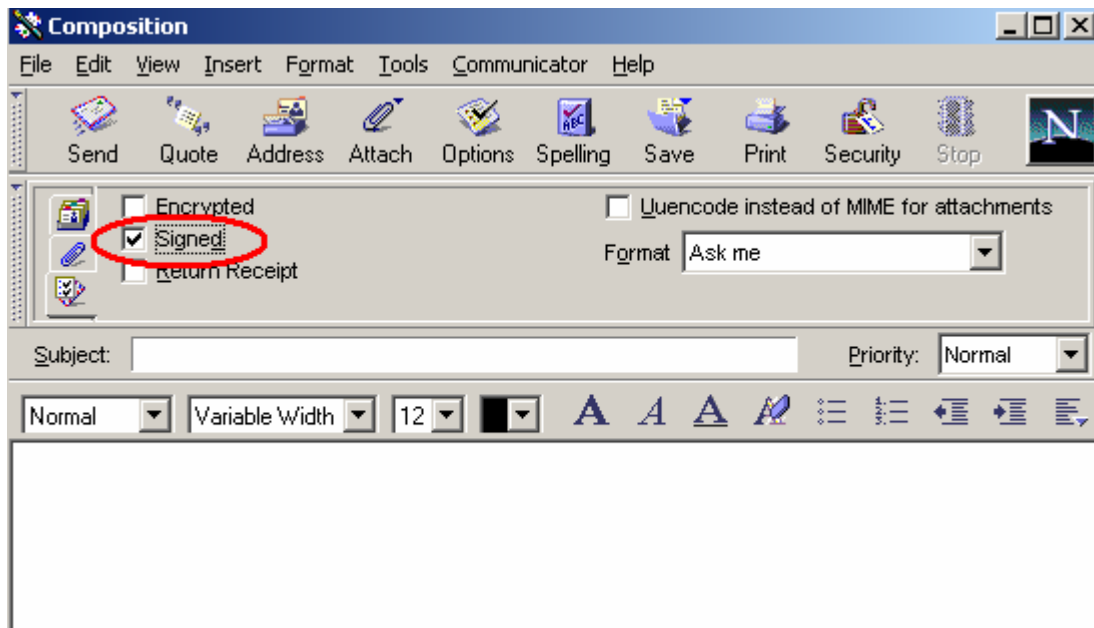 Composition
File Edit View Insert Format Tools Communicator Help
Send Quote Address Attach Options Spelling Save Print Security Stop N
Encrypted Uuencode instead of MIME for attachments
Signed Format Ask me
Return Receipt
Subject: Priority: Normal
Normal Variable Width 12 A A A